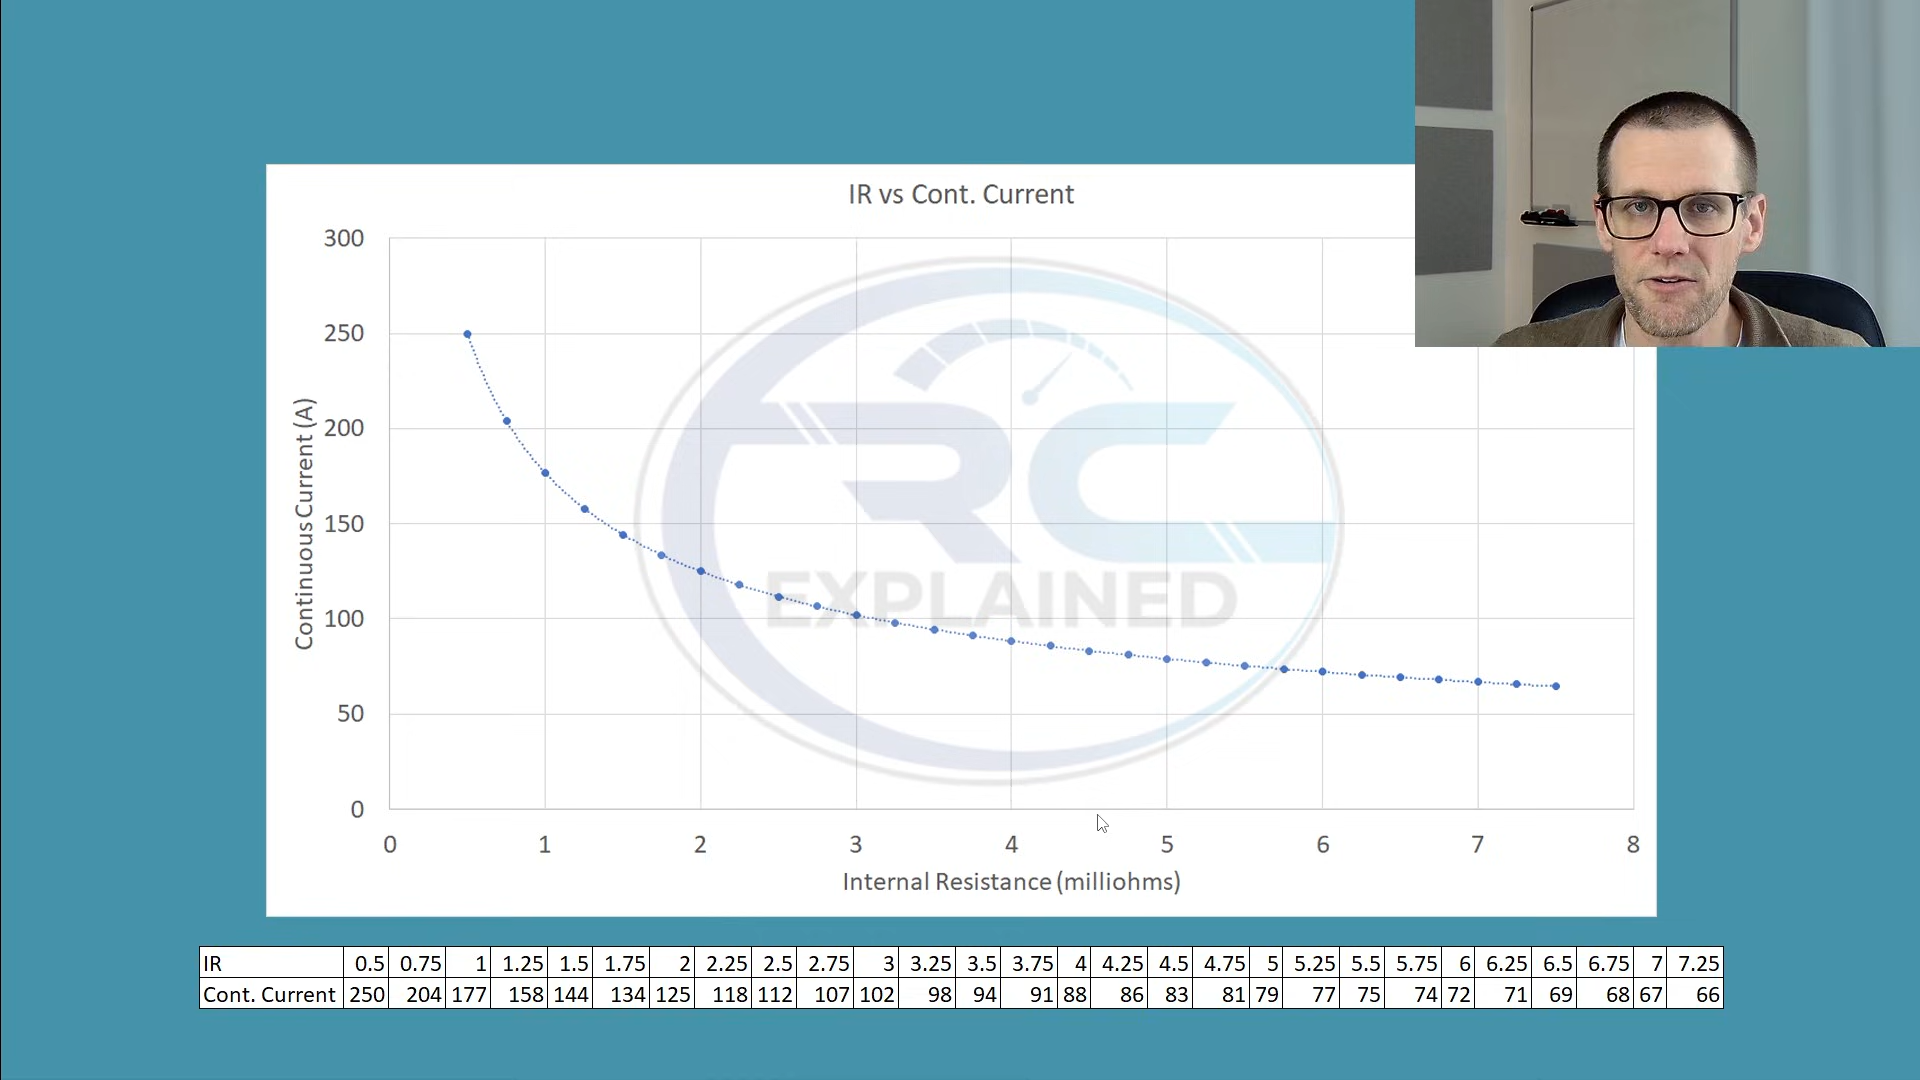 IR vs Cont. Current
300
250
200
150
100
50
0
Continuous Current (A)
RC
EXPLAINED
0 1 2 3 4 5 6 7 8
Internal Resistance (milliohms)
IR 0.5 0.75 1 1.25 1.5 1.75 2 2.25 2.5 2.75 3 3.25 3.5 3.75 4 4.25 4.5 4.75 5 5.25 5.5 5.75 6 6.25 6.5 6.75 7 7.25
Cont. Current 250 204 177 158 144 134 125 118 112 107 102 98 94 91 88 86 83 81 79 77 75 74 72 71 69 68 67 66